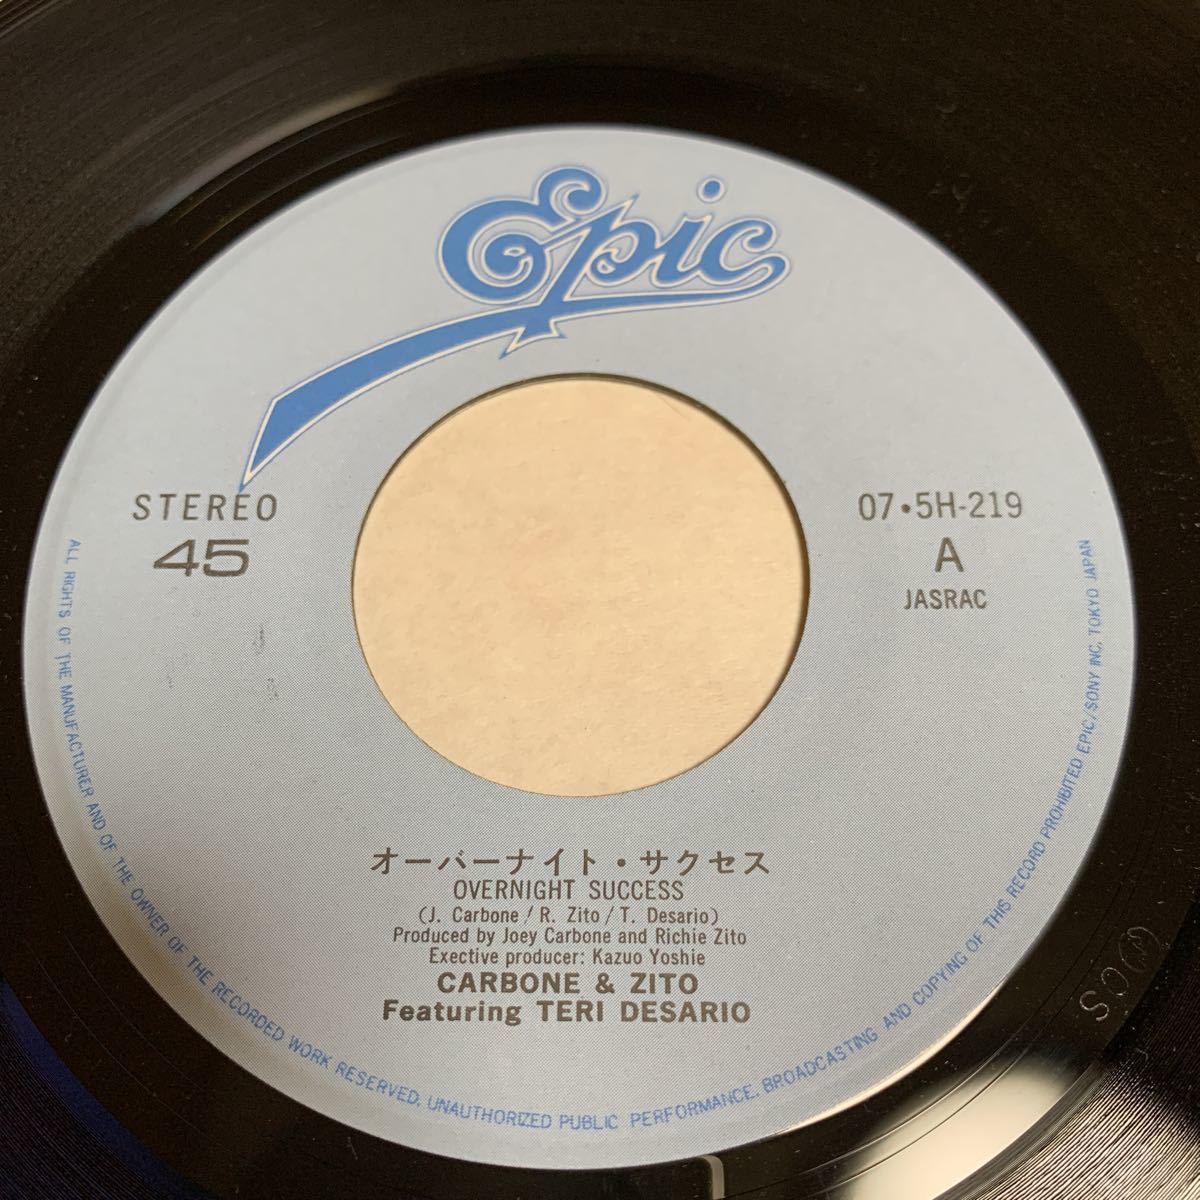 Epic
STEREO
45
07•5H-219
A
JASRAC
オーバーナイト・サクセス
OVERNIGHT SUCCESS
(J. Carbone / R. Zito / T. Desario)
Produced by Joey Carbone and Richie Zito
Exective producer: Kazuo Yoshie
CARBONE & ZITO
Featuring TERI DESARIO
ALL RIGHTS OF THE MANUFACTURER AND OF THE OWNER OF THE RECORDED WORK RESERVED, UNAUTHORIZED PUBLIC PERFORMANCE, BROADCASTING AND COPYING OF THIS RECORD PROHIBITED EPIC/SONY INC, TOKYO JAPAN